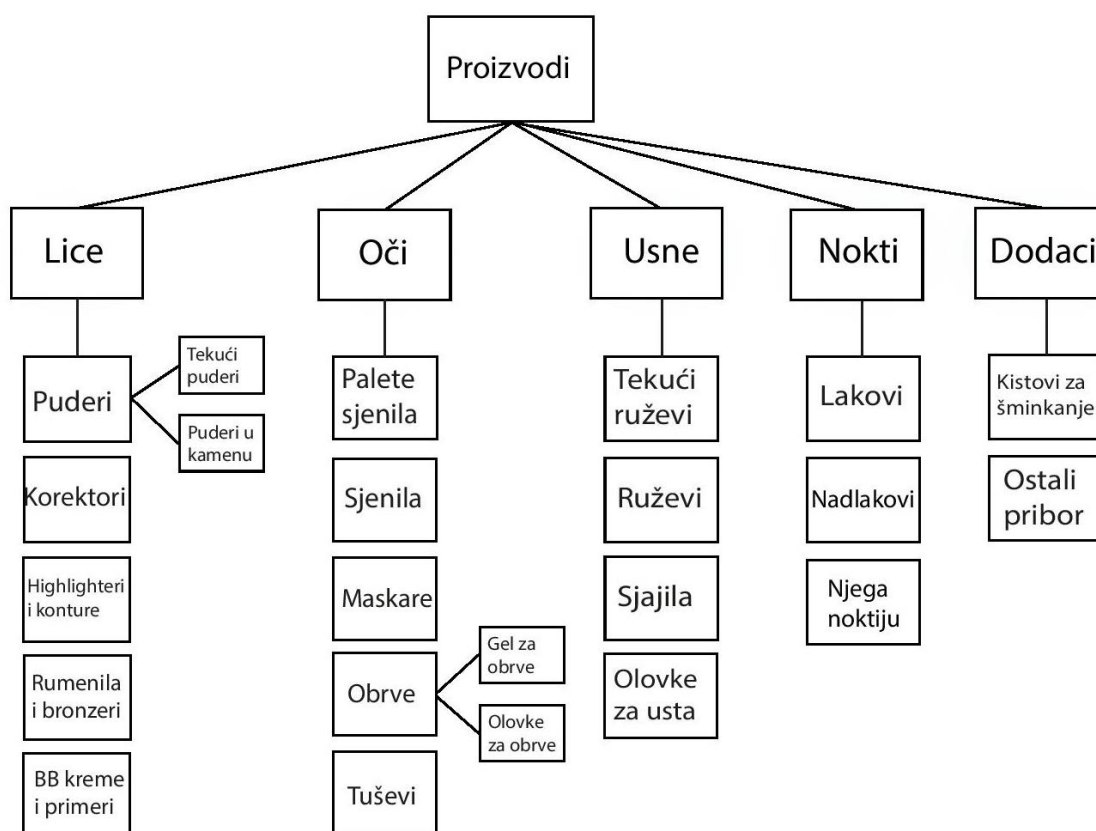 Proizvodi
Lice
Oči
Usne
Nokti
Dodaci
Puderi
Tekući
puderi
Puderi u
kamenu
Korektori
Highlighteri
i konture
Rumenila
i bronzeri
BB kreme
i primeri
Palete
sjenila
Sjenila
Maskare
Obrve
Gel za
obrve
Olovke
za obrve
Tuševi
Tekući
ruževi
Ruževi
Sjajila
Olovke
za usta
Lakovi
Nadlakovi
Njega
noktiju
Kistovi za
šminkanje
Ostali
pribor